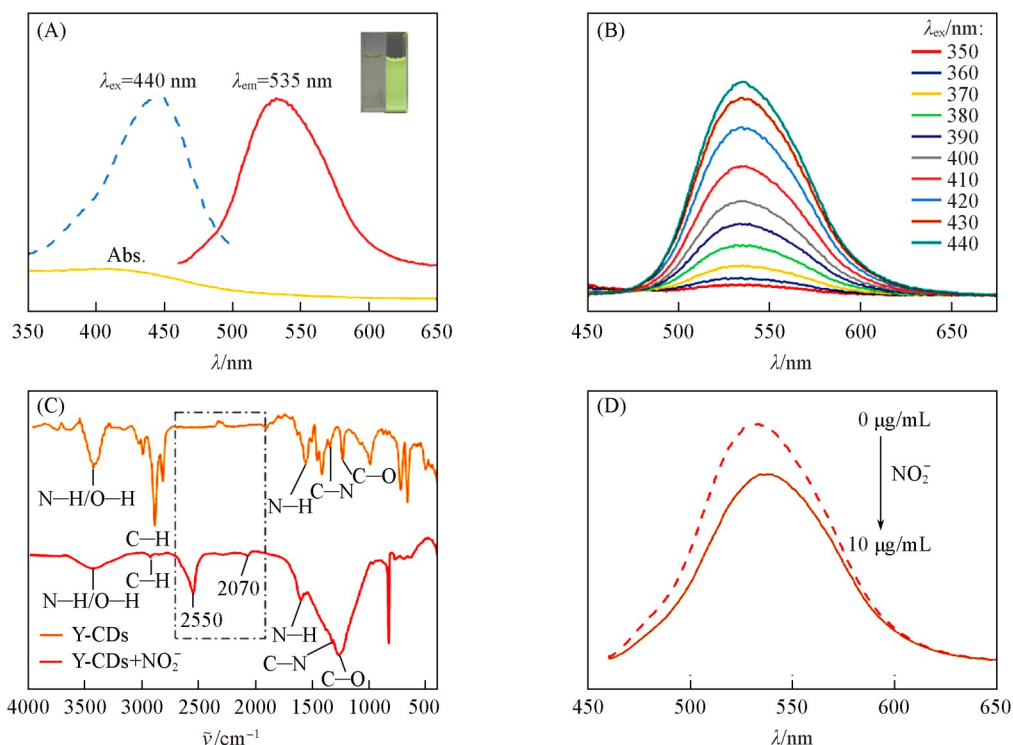 (A)
λex=440 nm
λem=535 nm
Abs.
350 400 450 500 550 600 650
λ/nm
(B)
λex/nm:
350
360
370
380
390
400
410
420
430
440
450 500 550 600 650
λ/nm
(C)
N—H/O—H
C—H
N—H
C—N
C—O
N—H/O—H
C—H
2550
2070
N—H
C—N
C—O
Y-CDs
Y-CDs+NO₂⁻
4000 3500 3000 2500 2000 1500 1000 500
ṽ/cm⁻¹
(D)
0 μg/mL
NO₂⁻
10 μg/mL
450 500 550 600 650
λ/nm